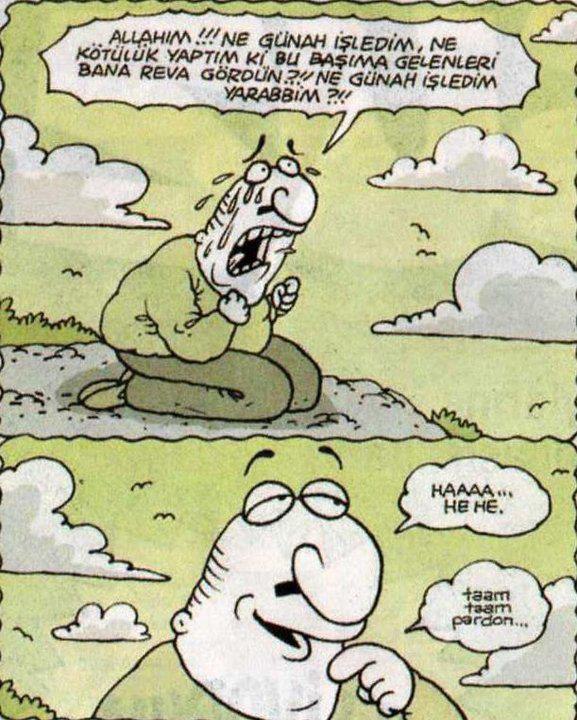 ALLAHIM !!! NE GÜNAH İŞLEDİM, NE
KÖTÜLÜK YAPTIM Kİ BU BAŞIMA GELENLERİ
BANA REVA GÖRDÜN ?!! NE GÜNAH İŞLEDİM
YARABBİM ?!!
HAAAA...
HE HE.
taam
taam
pardon...